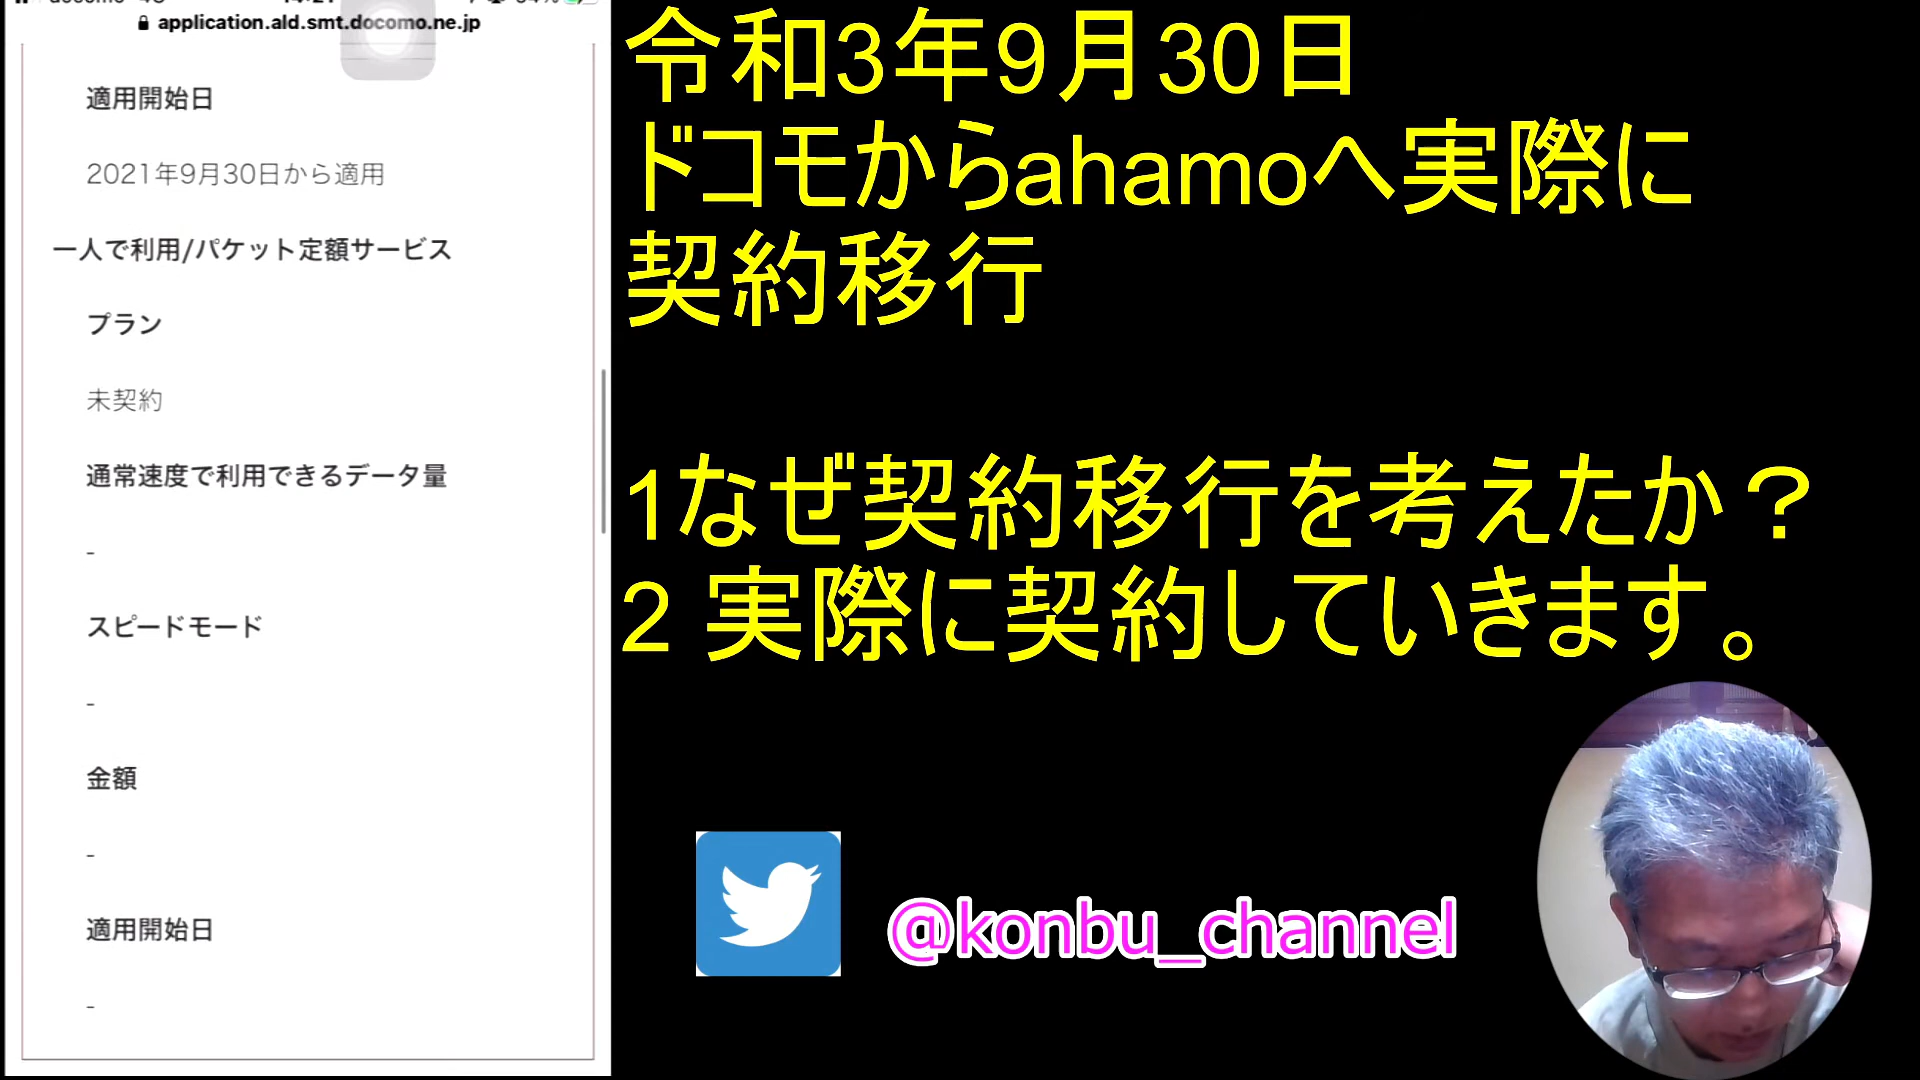 application.ald.smt.docomo.ne.jp
適用開始日
2021年9月30日から適用
一人で利用/パケット定額サービス
プラン
未契約
通常速度で利用できるデータ量
-
スピードモード
-
金額
-
適用開始日
-
令和3年9月30日
ドコモからahamoへ実際に
契約移行
1なぜ契約移行を考えたか？
2 実際に契約していきます。
@konbu_channel